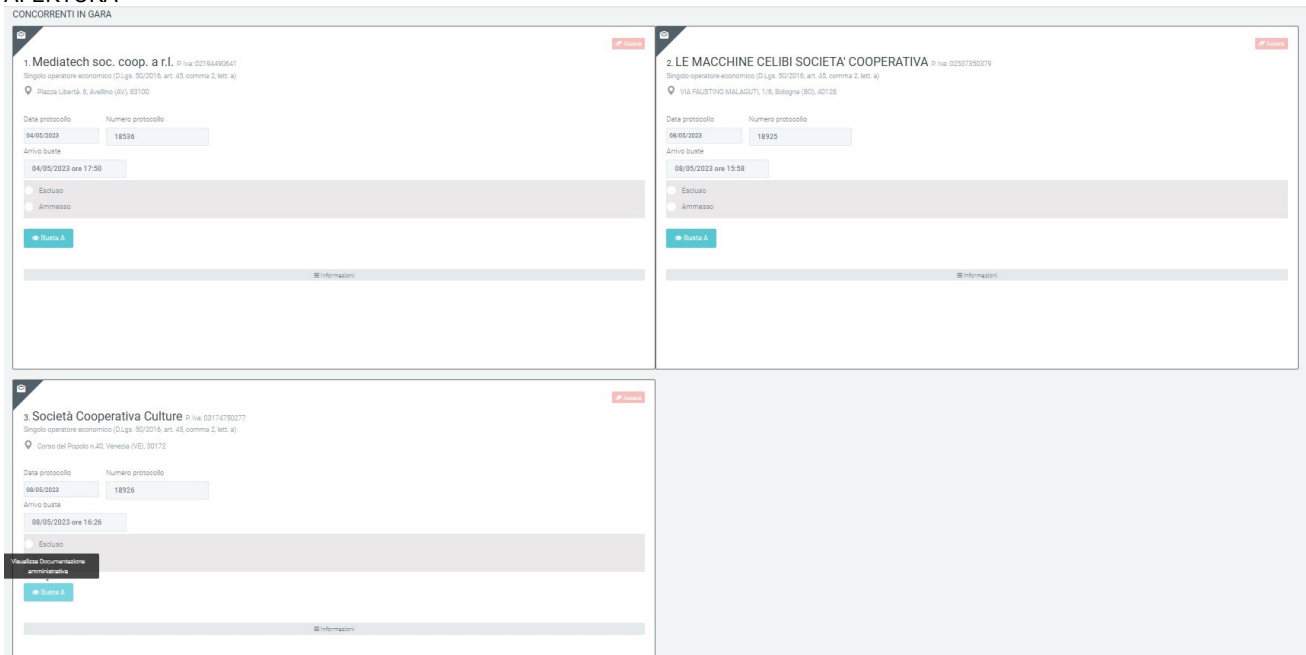 APERTURA
CONCORRENTI IN GARA
Azzera
1. Mediatech soc. coop. a r.l. P. Iva: 02194490641
Singolo operatore economico (D.Lgs. 50/2016, art. 45, comma 2, lett. a)
Piazza Libertà. 6, Avellino (AV), 83100
Data protocollo Numero protocollo
04/05/2023 18536
Arrivo buste
04/05/2023 ore 17:50
Escluso
Ammesso
Busta A
Informazioni
Azzera
2. LE MACCHINE CELIBI SOCIETA' COOPERATIVA P. Iva: 02537350379
Singolo operatore economico (D.Lgs. 50/2016, art. 45, comma 2, lett. a)
VIA FAUSTINO MALAGUTI, 1/6, Bologna (BO), 40126
Data protocollo Numero protocollo
08/05/2023 18925
Arrivo buste
08/05/2023 ore 15:58
Escluso
Ammesso
Busta A
Informazioni
Azzera
3. Società Cooperativa Culture P. Iva: 03174750277
Singolo operatore economico (D.Lgs. 50/2016, art. 45, comma 2, lett. a)
Corso del Popolo n.40, Venezia (VE), 30172
Data protocollo Numero protocollo
08/05/2023 18926
Arrivo buste
08/05/2023 ore 16:26
Escluso
Visualizza Documentazione
amministrativa
Busta A
Informazioni